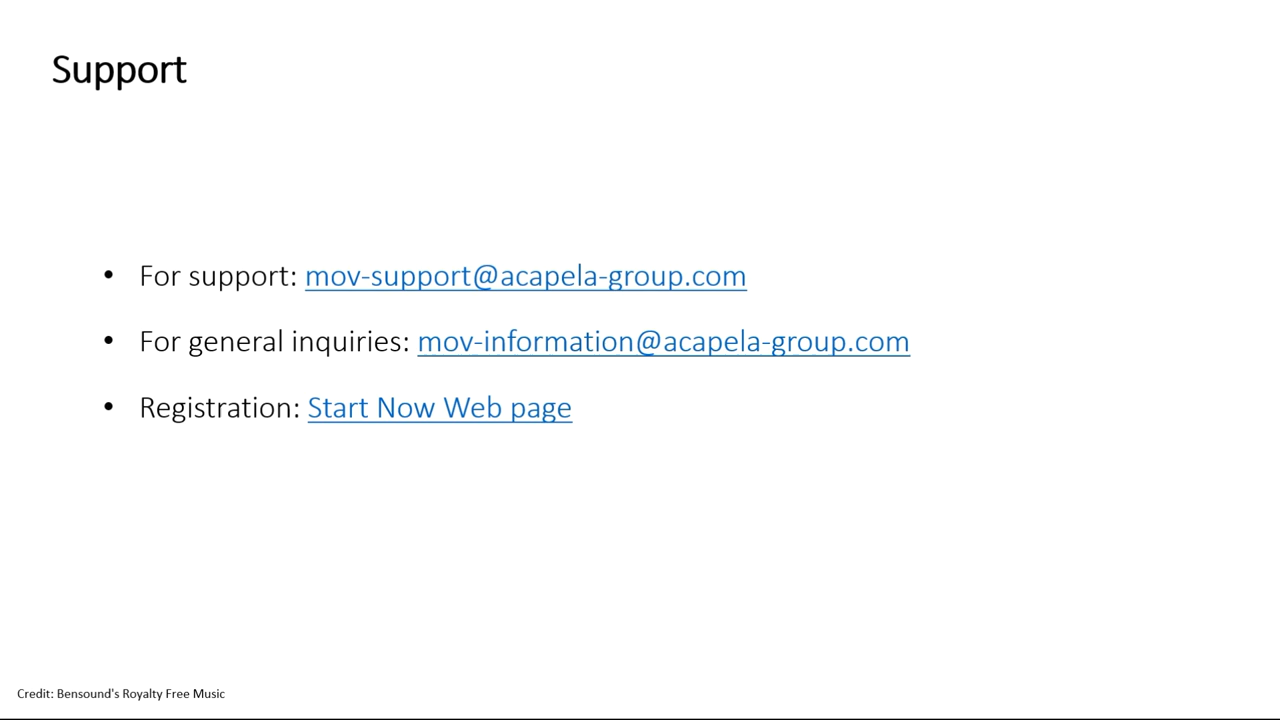 Support
• For support: mov-support@acapela-group.com
• For general inquiries: mov-information@acapela-group.com
• Registration: Start Now Web page
Credit: Bensound's Royalty Free Music